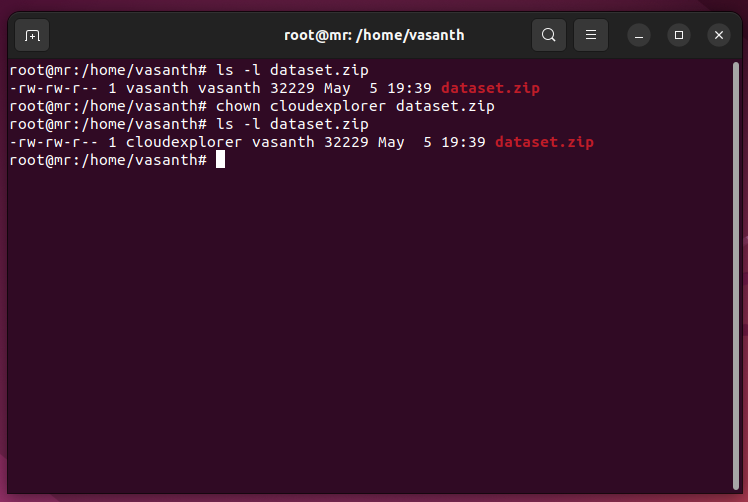 root@mr: /home/vasanth
root@mr:/home/vasanth# ls -l dataset.zip
-rw-rw-r-- 1 vasanth vasanth 32229 May  5 19:39 dataset.zip
root@mr:/home/vasanth# chown cloudexplorer dataset.zip
root@mr:/home/vasanth# ls -l dataset.zip
-rw-rw-r-- 1 cloudexplorer vasanth 32229 May  5 19:39 dataset.zip
root@mr:/home/vasanth#